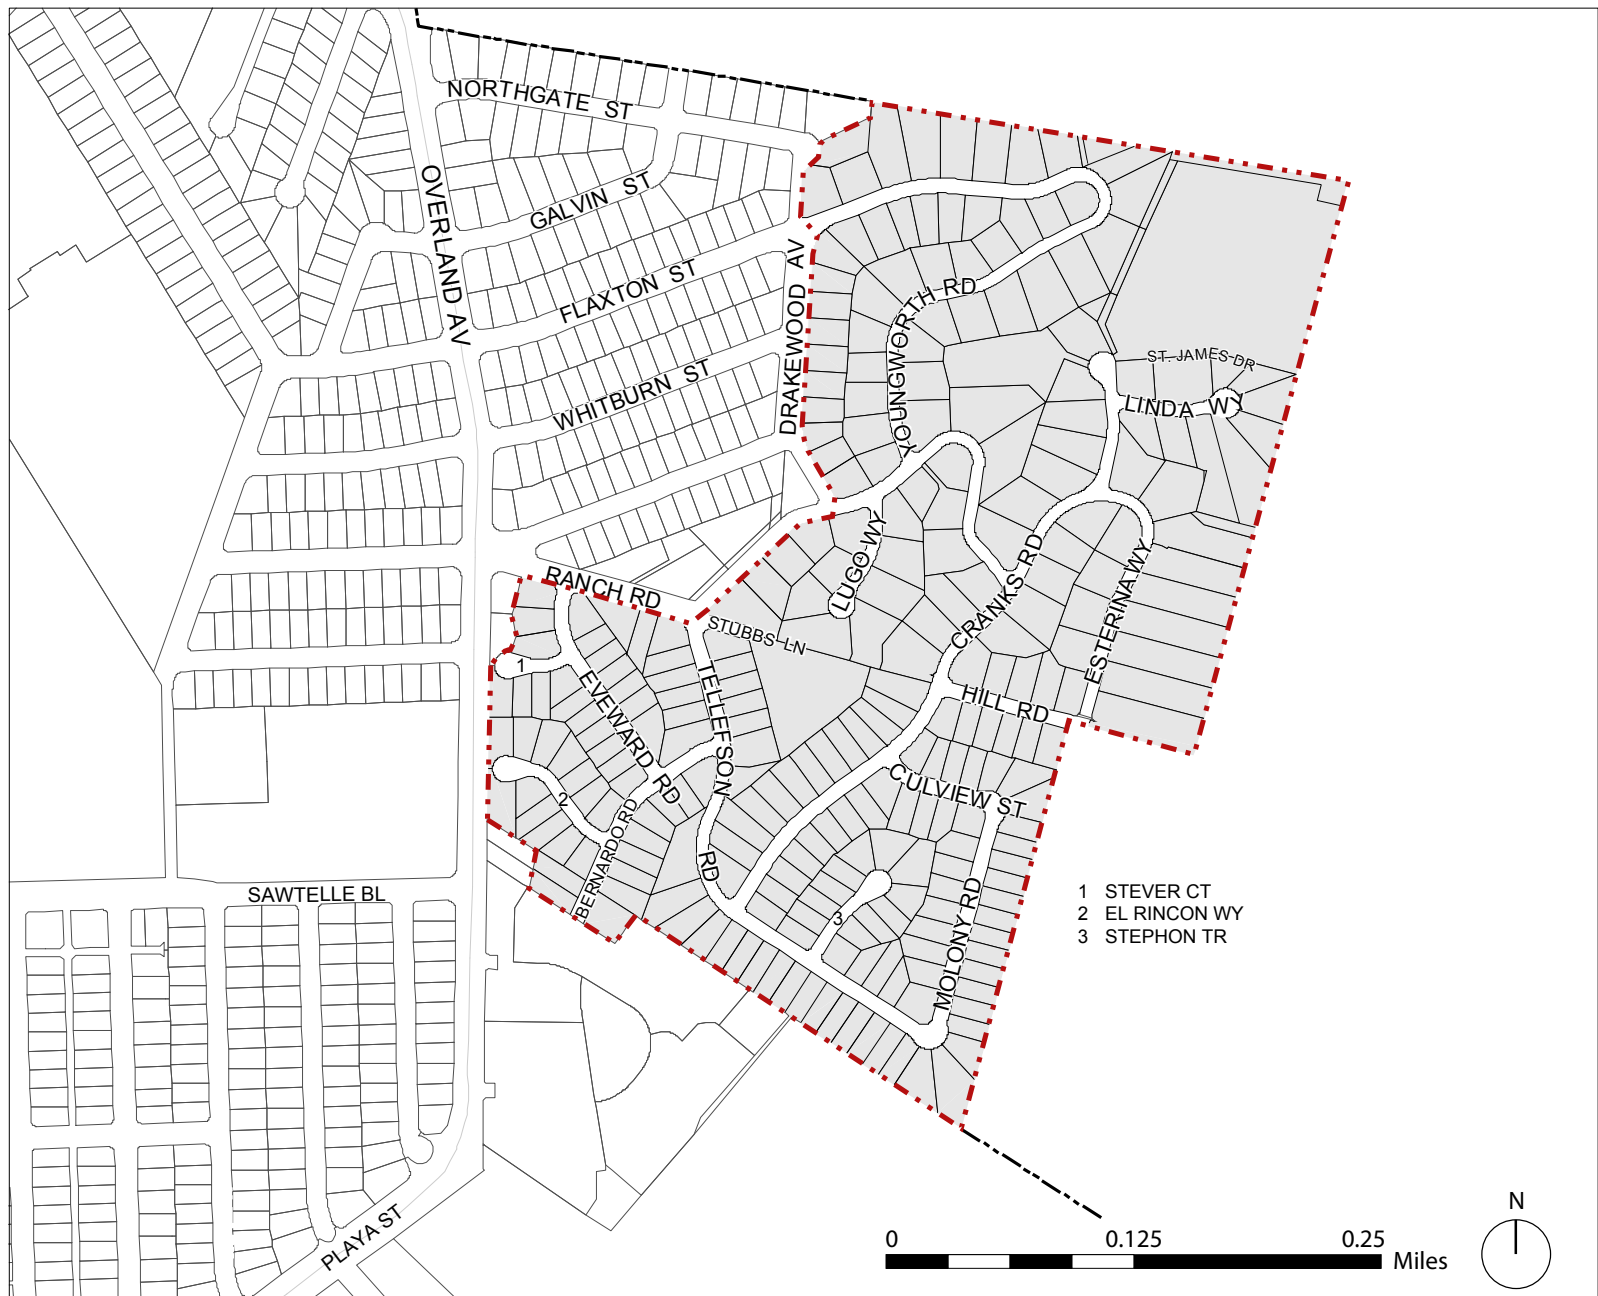 NORTHGATE ST
OVERLAND AV
GALVIN ST
FLAXTON ST
DRAKEWOOD AV
WHITBURN ST
YOUNGWORTH RD
ST. JAMES DR
LINDA WY
RANCH RD
LUGO WY
CRANKS RD
ESTERINA WY
STUBBS LN
1
EVEWARD RD
TELLEFSON RD
HILL RD
2
CULVIEW ST
BERNARDO RD
SAWTELLE BL
3
MOLONY RD
1 STEVER CT
2 EL RINCON WY
3 STEPHON TR
PLAYA ST
N
0 0.125 0.25
Miles